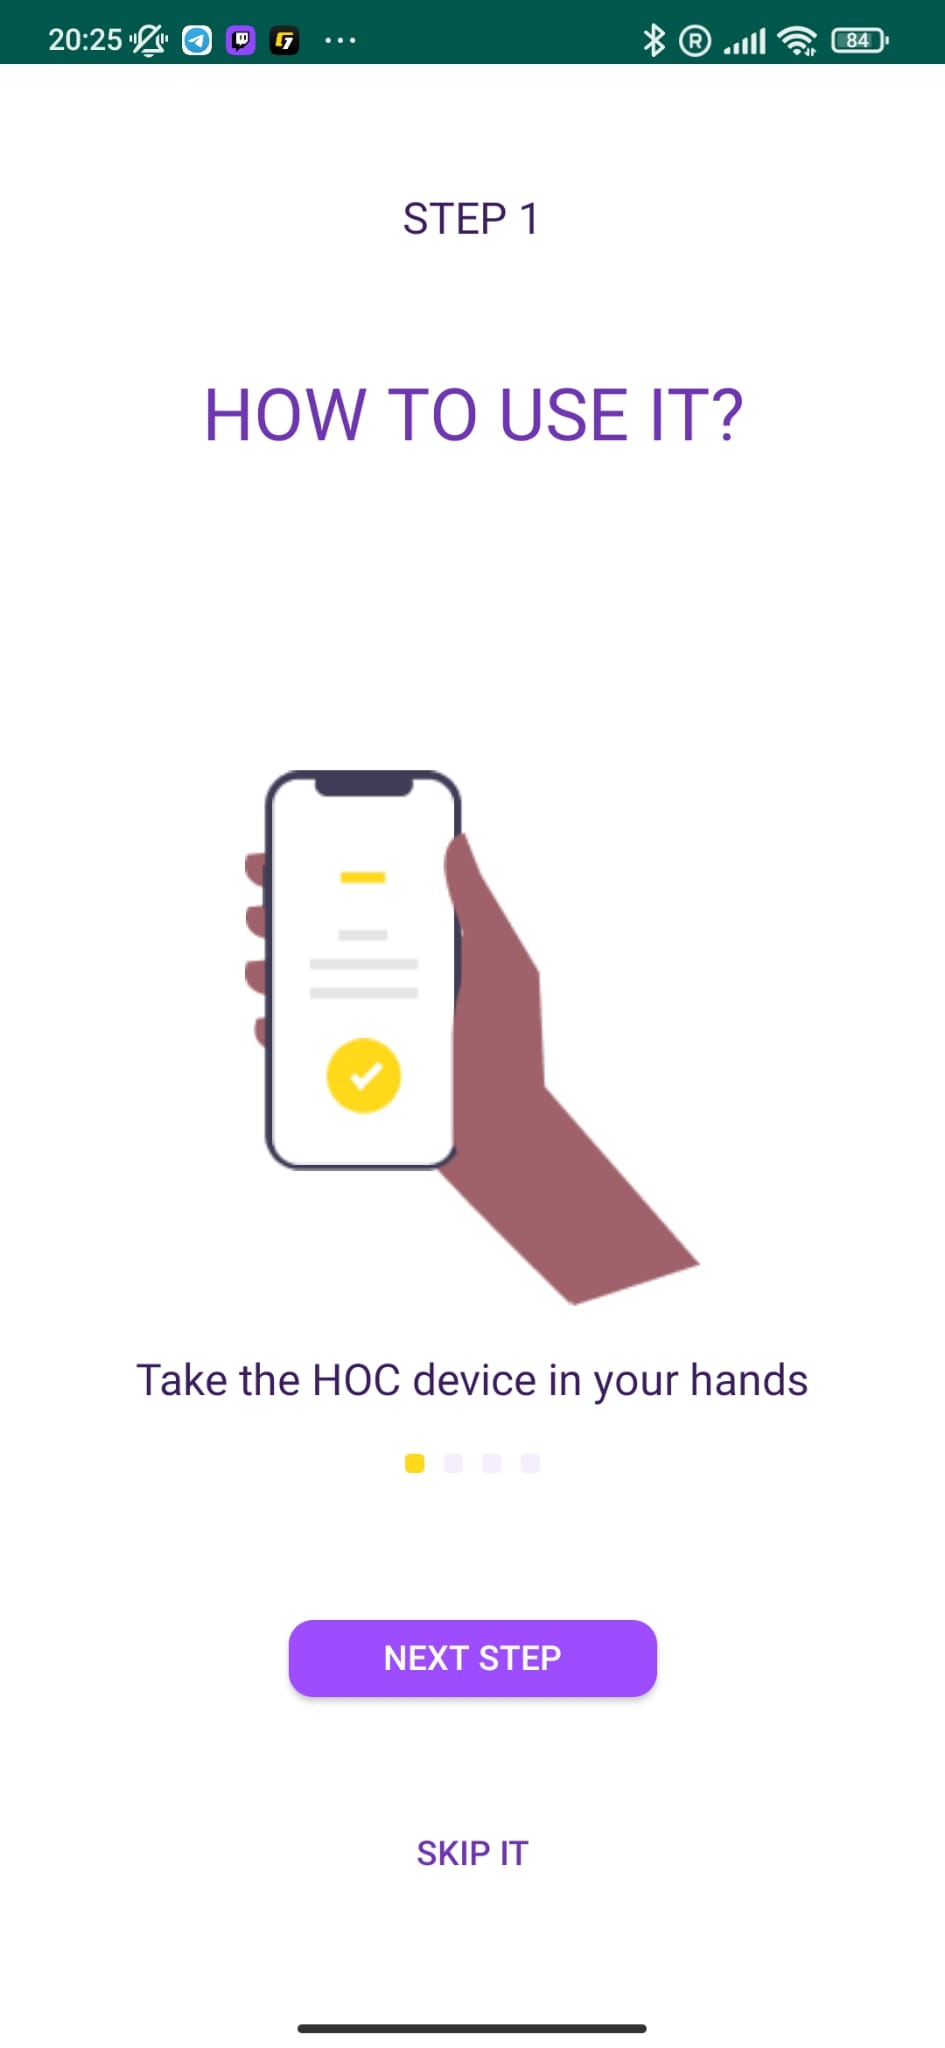 20:25
84
STEP 1
HOW TO USE IT?
Take the HOC device in your hands
NEXT STEP
SKIP IT